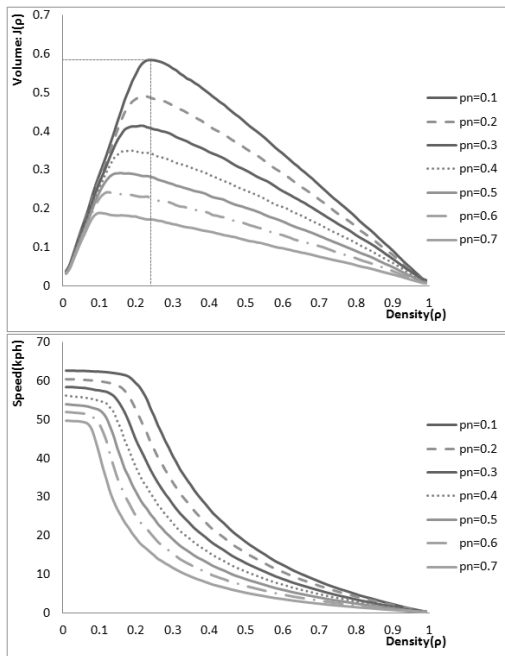 Volume: J(ρ)
0.7
0.6
0.5
0.4
0.3
0.2
0.1
0
0 0.1 0.2 0.3 0.4 0.5 0.6 0.7 0.8 0.9 1
Density(ρ)
pn=0.1
pn=0.2
pn=0.3
pn=0.4
pn=0.5
pn=0.6
pn=0.7
Speed(kph)
70
60
50
40
30
20
10
0
0 0.1 0.2 0.3 0.4 0.5 0.6 0.7 0.8 0.9 1
Density(ρ)
pn=0.1
pn=0.2
pn=0.3
pn=0.4
pn=0.5
pn=0.6
pn=0.7